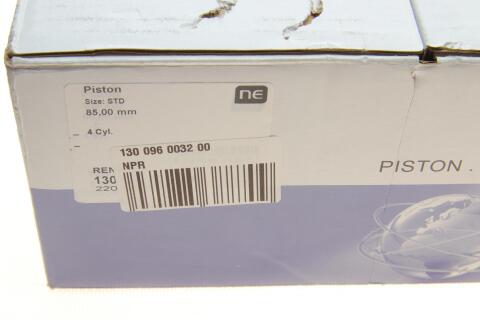 Piston
NE
Size: STD
85,00 mm
4 Cyl.
130 096 0032 00
NPR
REN
130
220
PISTON .